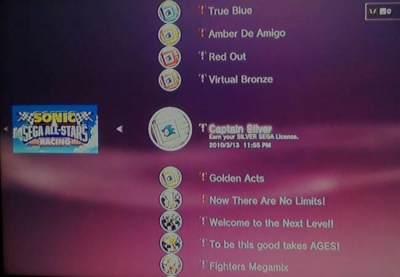 True Blue
Amber De Amigo
Red Out
Virtual Bronze
SONIC
SEGA ALL-STARS
RACING
Captain Silver
Earn your SILVER SEGA License.
2010/3/13 11:55 PM
Golden Acts
Now There Are No Limits!
Welcome to the Next Level!
To be this good takes AGES!
Fighters Megamix